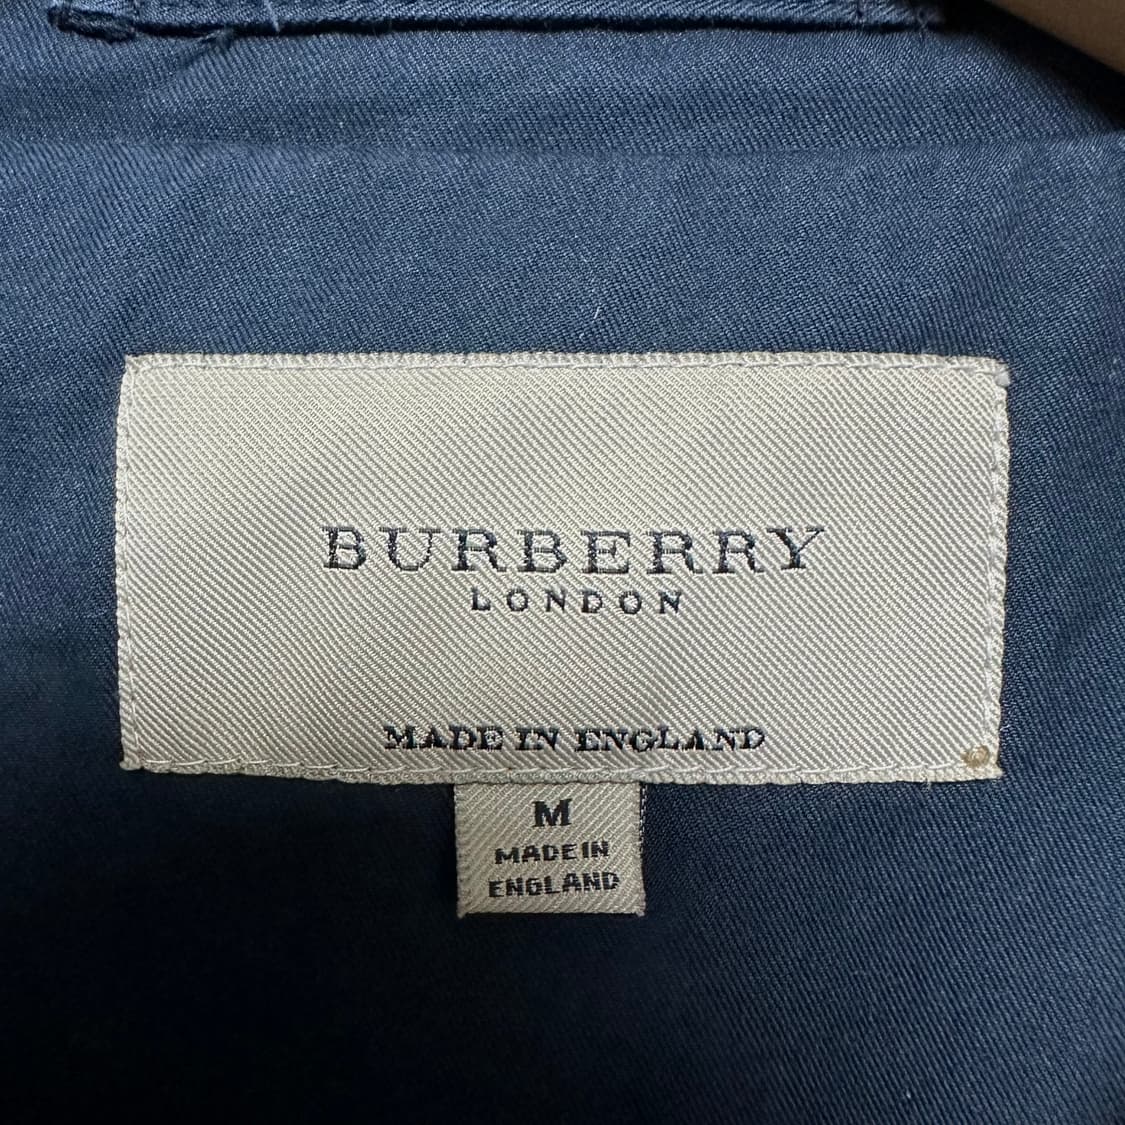 BURBERRY
LONDON
MADE IN ENGLAND
M
MADE IN
ENGLAND